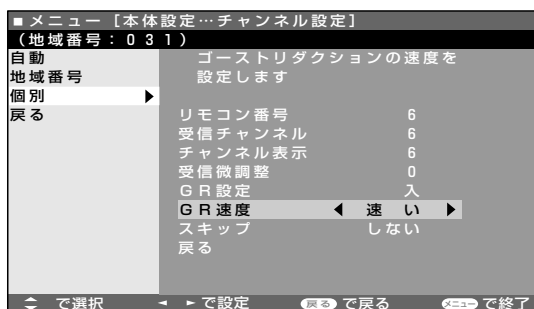 ■メニュー [本体設定…チャンネル設定]
(地域番号:031)
自動
地域番号
個別 ▶
戻る
ゴーストリダクションの速度を
設定します
リモコン番号 6
受信チャンネル 6
チャンネル表示 6
受信微調整 0
GR設定 入
GR速度 ◀ 速い ▶
スキップ しない
戻る
で選択 ◄ ► で設定 戻る で戻る メニュー で終了